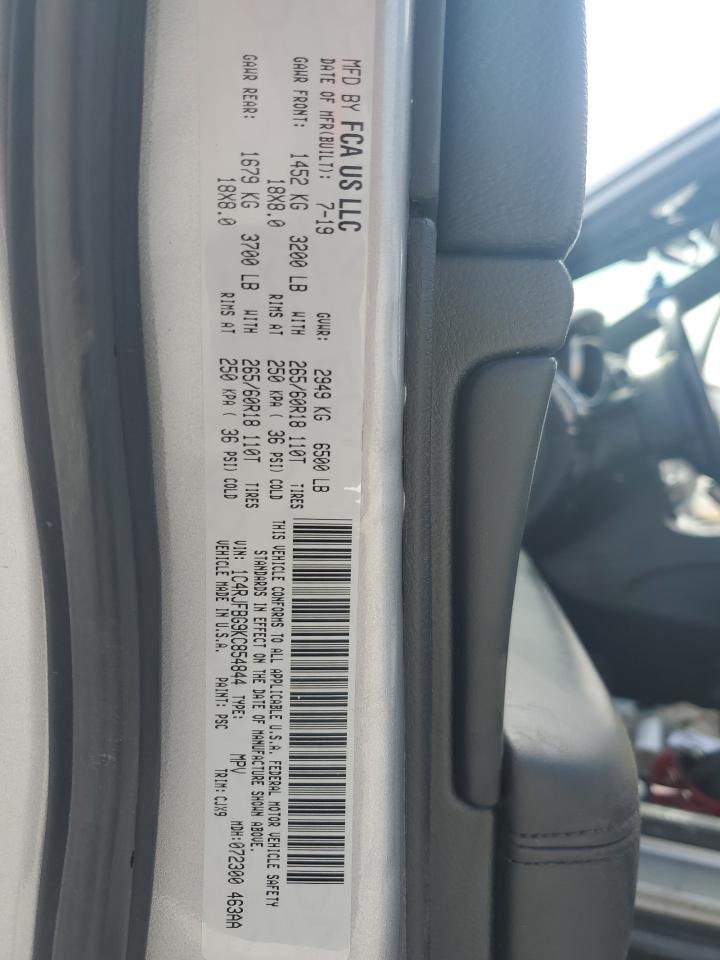 MFD BY FCA US LLC
DATE OF MFR(BUILT): 7-19 GVWR: 2949 KG 6500 LB
GAWR FRONT: 1452 KG 3200 LB WITH 265/60R18 110T TIRES
18X8.0 RIMS AT 250 KPA ( 36 PSI) COLD
GAWR REAR: 1679 KG 3700 LB WITH 265/60R18 110T TIRES
18X8.0 RIMS AT 250 KPA ( 36 PSI) COLD
THIS VEHICLE CONFORMS TO ALL APPLICABLE U.S.A. FEDERAL MOTOR VEHICLE SAFETY
STANDARDS IN EFFECT ON THE DATE OF MANUFACTURE SHOWN ABOVE.
VIN: 1C4RJFBG9KC854844 TYPE: MPV MDH:072300 463AA
VEHICLE MADE IN U.S.A. PAINT: PSC TRIM: CJX9